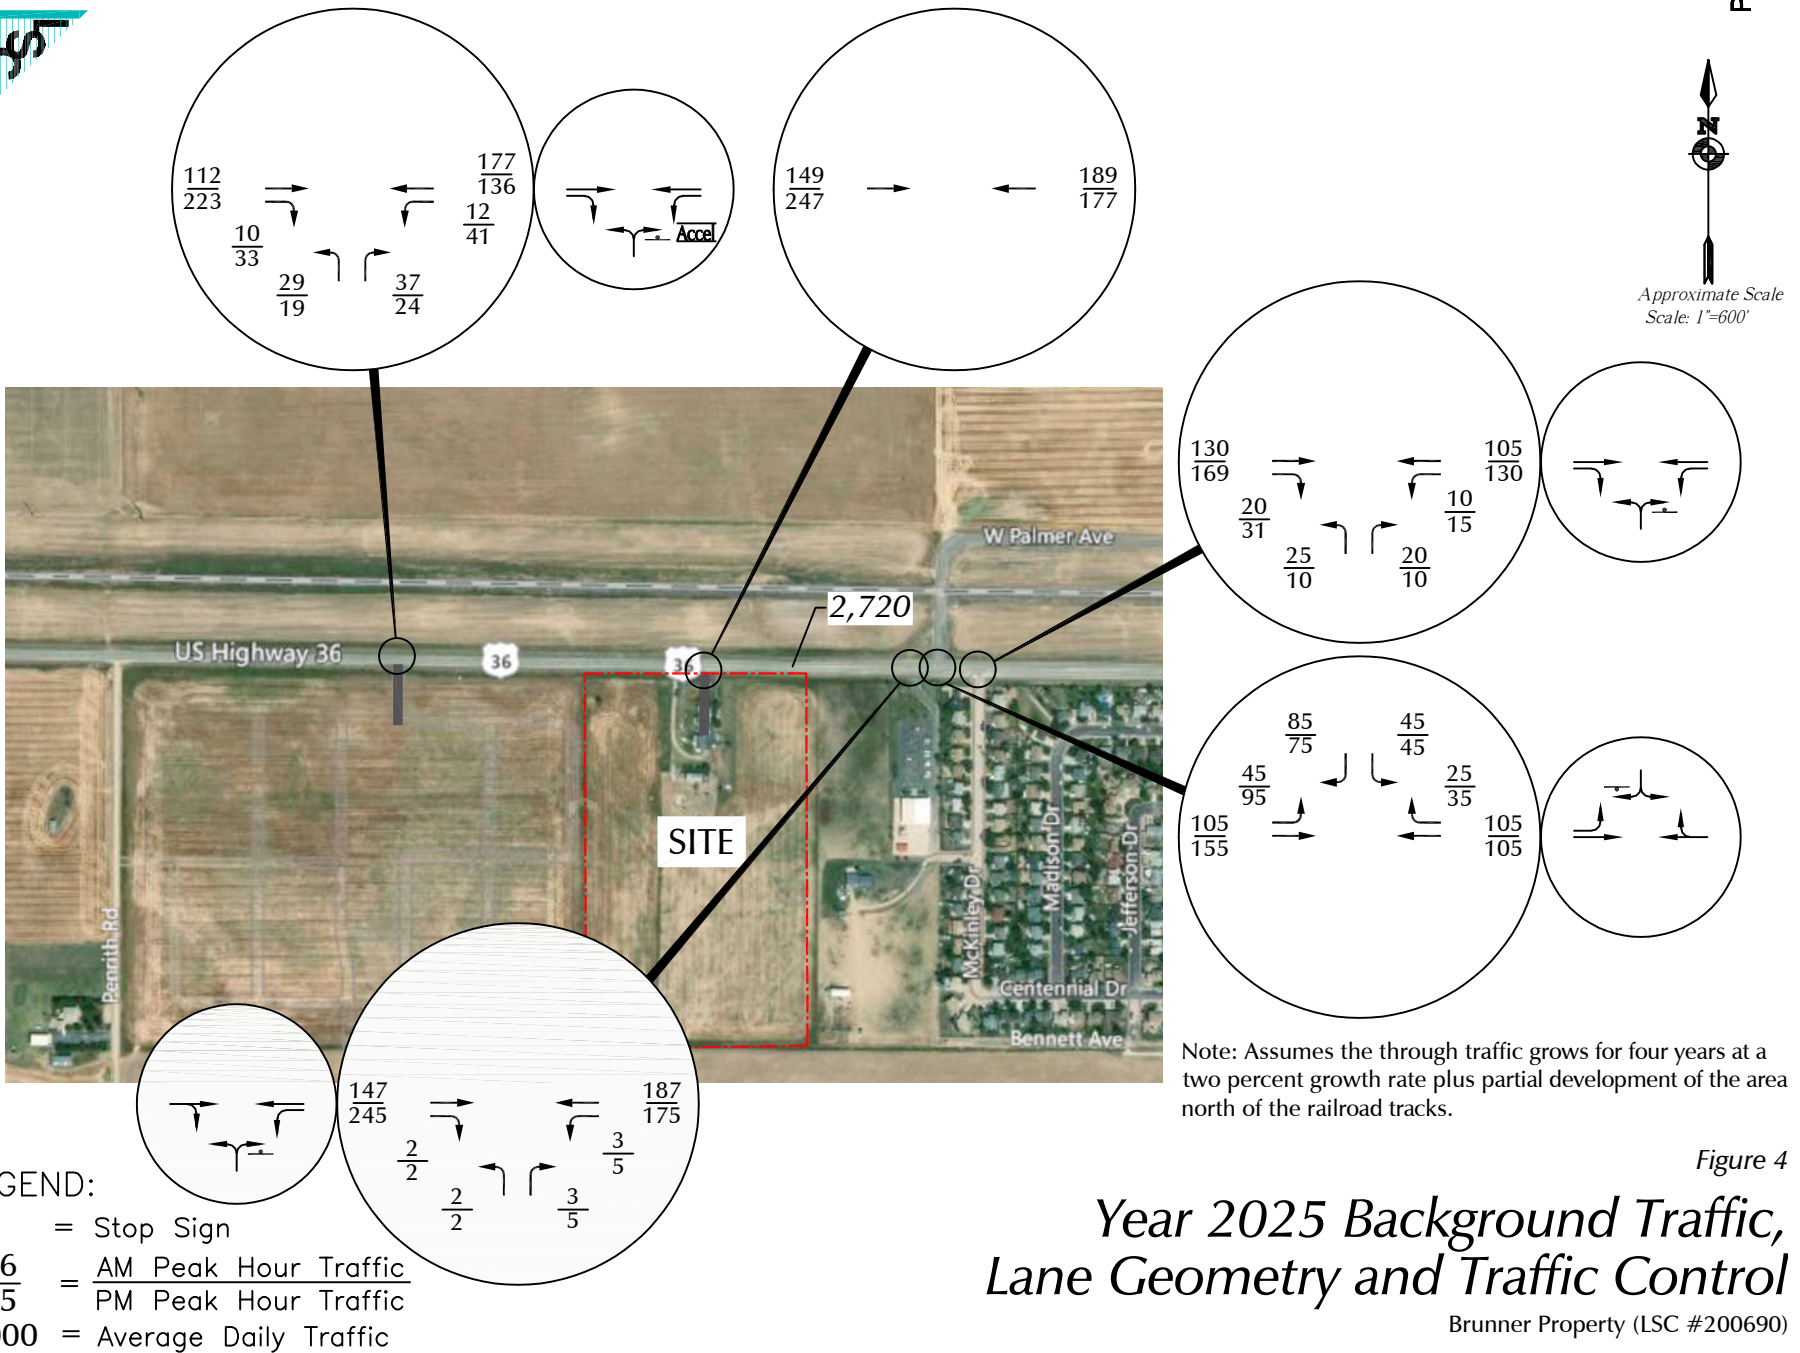 112
223
10
33
29
19
37
24
177
136
12
41
Accel
149
247
189
177
N
Approximate Scale
Scale: 1"=600'
130
169
20
31
25
10
20
10
105
130
10
15
W Palmer Ave
2,720
US Highway 36
36
36
85
75
45
45
45
95
25
35
105
155
105
105
SITE
Penrith Rd
McKinley Dr
Madison Dr
Jefferson Dr
Centennial Dr
Bennett Ave
147
245
187
175
2
2
3
5
2
2
3
5
Note: Assumes the through traffic grows for four years at a
two percent growth rate plus partial development of the area
north of the railroad tracks.
GEND:
= Stop Sign
6
5
= AM Peak Hour Traffic
PM Peak Hour Traffic
00 = Average Daily Traffic
Figure 4
Year 2025 Background Traffic,
Lane Geometry and Traffic Control
Brunner Property (LSC #200690)